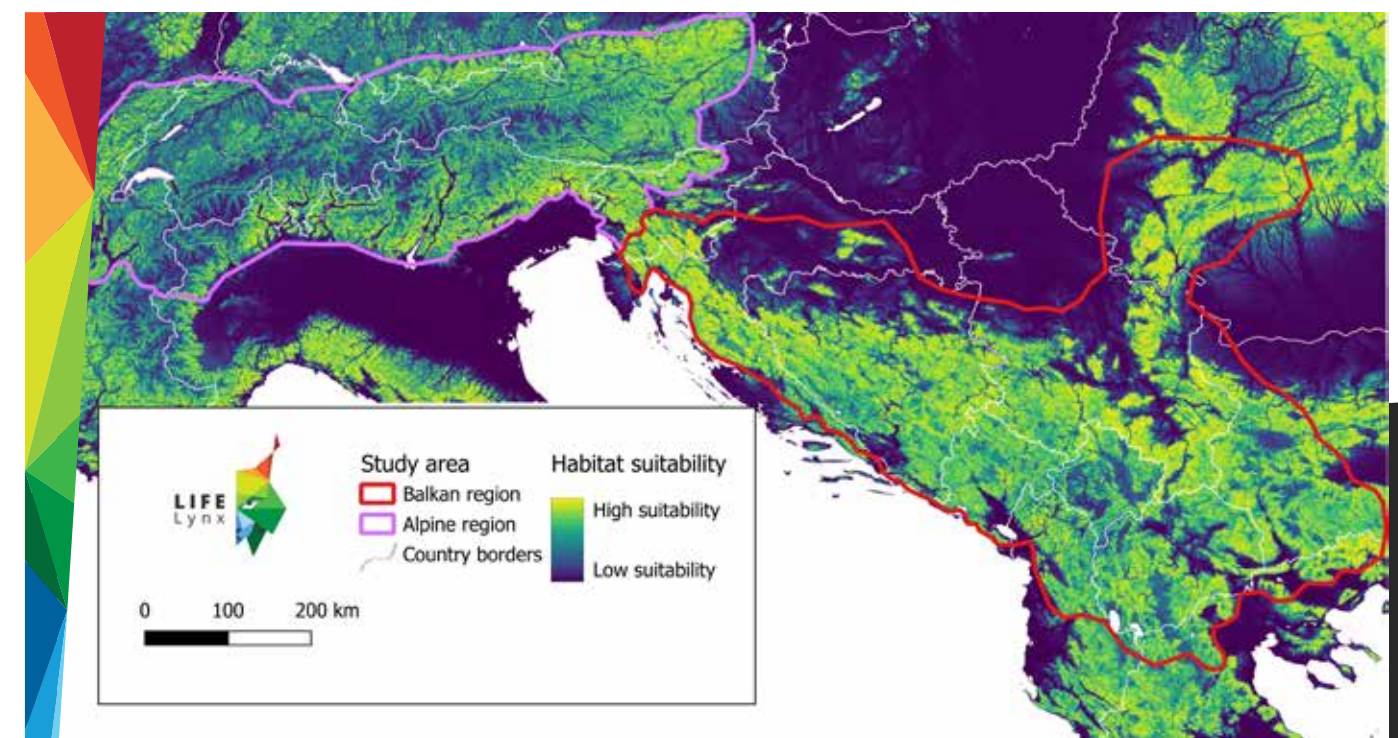 LIFE
Lynx
Study area
Balkan region
Alpine region
Country borders
Habitat suitability
High suitability
Low suitability
0 100 200 km